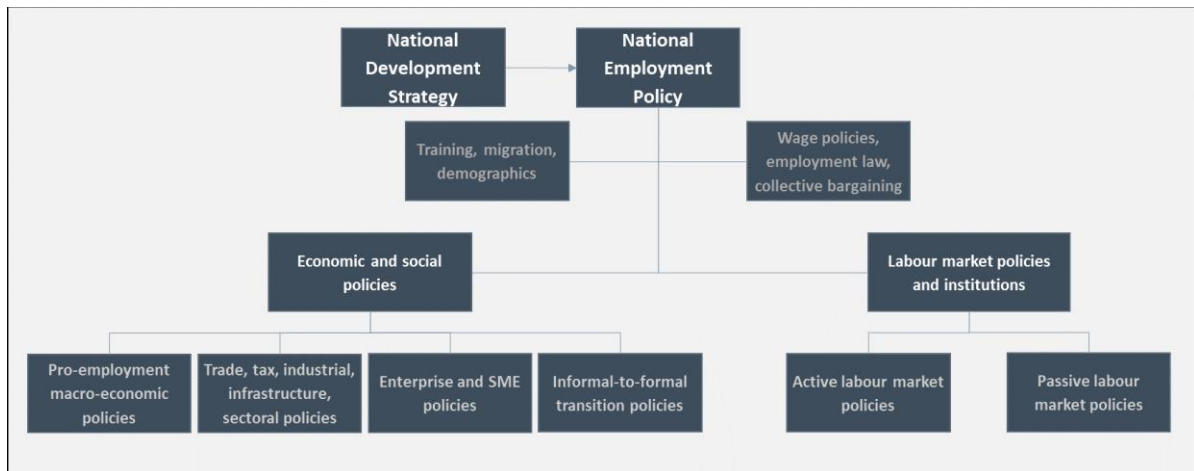 National
Development
Strategy
National
Employment
Policy
Training, migration,
demographics
Wage policies,
employment law,
collective bargaining
Economic and social
policies
Labour market policies
and institutions
Pro-employment
macro-economic
policies
Trade, tax, industrial,
infrastructure,
sectoral policies
Enterprise and SME
policies
Informal-to-formal
transition policies
Active labour market
policies
Passive labour
market policies